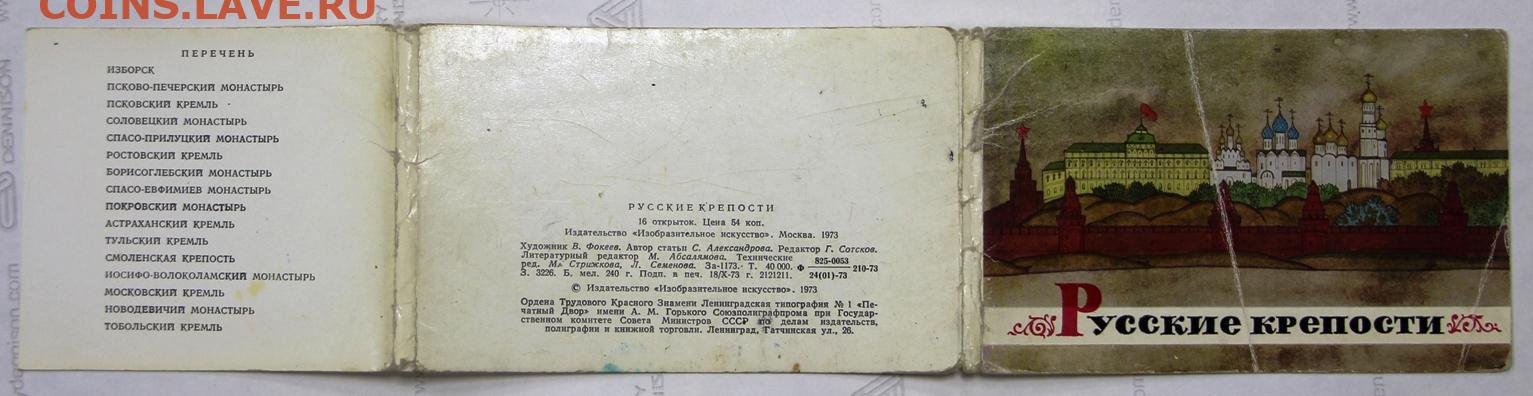 COINS.LAVE.RU
DENNISON
ydennison.com
ПЕРЕЧЕНЬ
ИЗБОРСК
ПСКОВО-ПЕЧЕРСКИЙ МОНАСТЫРЬ
ПСКОВСКИЙ КРЕМЛЬ
СОЛОВЕЦКИЙ МОНАСТЫРЬ
СПАСО-ПРИЛУЦКИЙ МОНАСТЫРЬ
РОСТОВСКИЙ КРЕМЛЬ
БОРИСОГЛЕБСКИЙ МОНАСТЫРЬ
СПАСО-ЕВФИМИЕВ МОНАСТЫРЬ
ПОКРОВСКИЙ МОНАСТЫРЬ
АСТРАХАНСКИЙ КРЕМЛЬ
ТУЛЬСКИЙ КРЕМЛЬ
СМОЛЕНСКАЯ КРЕПОСТЬ
ИОСИФО-ВОЛОКОЛАМСКИЙ МОНАСТЫРЬ
МОСКОВСКИЙ КРЕМЛЬ
НОВОДЕВИЧИЙ МОНАСТЫРЬ
ТОБОЛЬСКИЙ КРЕМЛЬ
РУССКИЕ КРЕПОСТИ
16 открыток. Цена 54 коп.
Издательство «Изобразительное искусство». Москва. 1973
Художник В. Фокеев. Автор статьи С. Александрова. Редактор Г. Сотсков.
Литературный редактор М. Абсалямова. Технические
ред. М. Стрижкова, Л. Семенова. За-1173. Т. 40 000.
З. 3226. Б. мел. 240 г. Подп. в печ. 18/X-73 г. 2121211.
Ф 825-0053
24(01)-73 210-73
© Издательство «Изобразительное искусство». 1973
Ордена Трудового Красного Знамени Ленинградская типография № 1 «Пе-
чатный Двор» имени А. М. Горького Союзполиграфпрома при Государ-
ственном комитете Совета Министров СССР по делам издательств,
полиграфии и книжной торговли. Ленинград, Гатчинская ул., 26.
Русские крепости